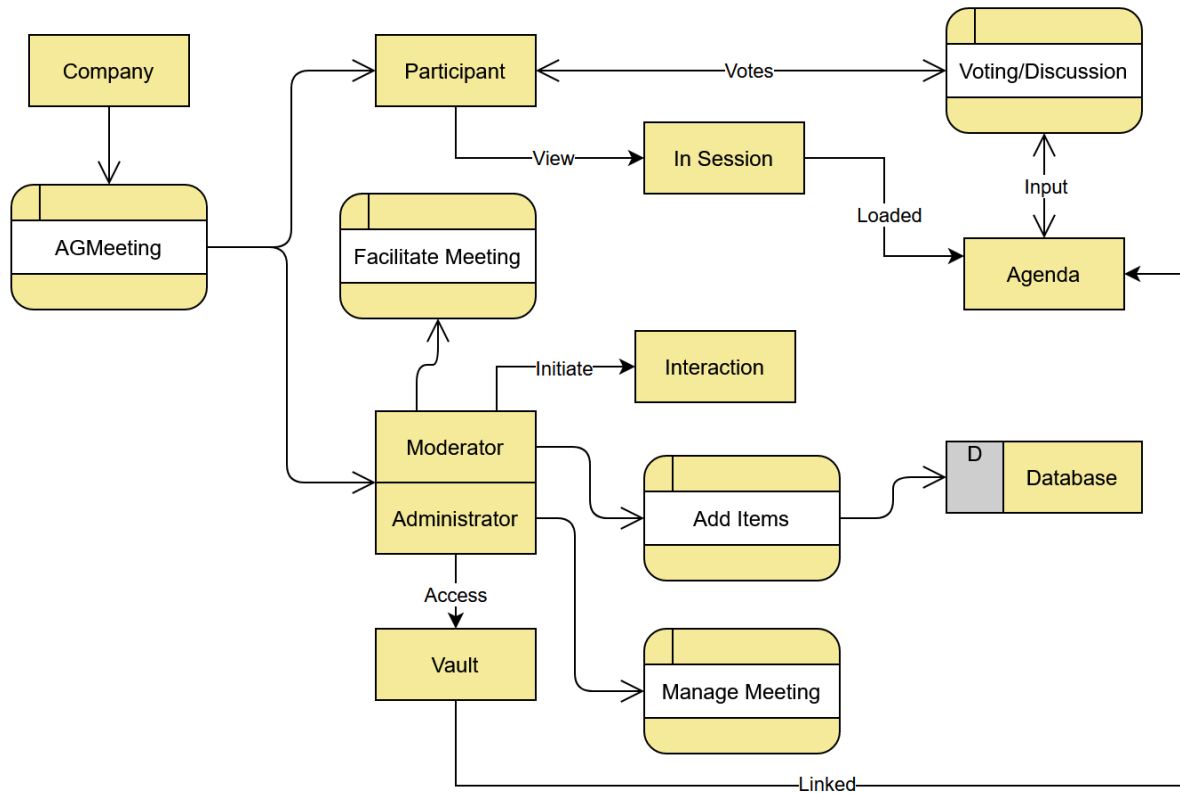 Company
Participant
Votes
Voting/Discussion
View
In Session
Input
Loaded
AGMeeting
Facilitate Meeting
Agenda
Initiate
Interaction
Moderator
D
Database
Administrator
Add Items
Access
Vault
Manage Meeting
Linked